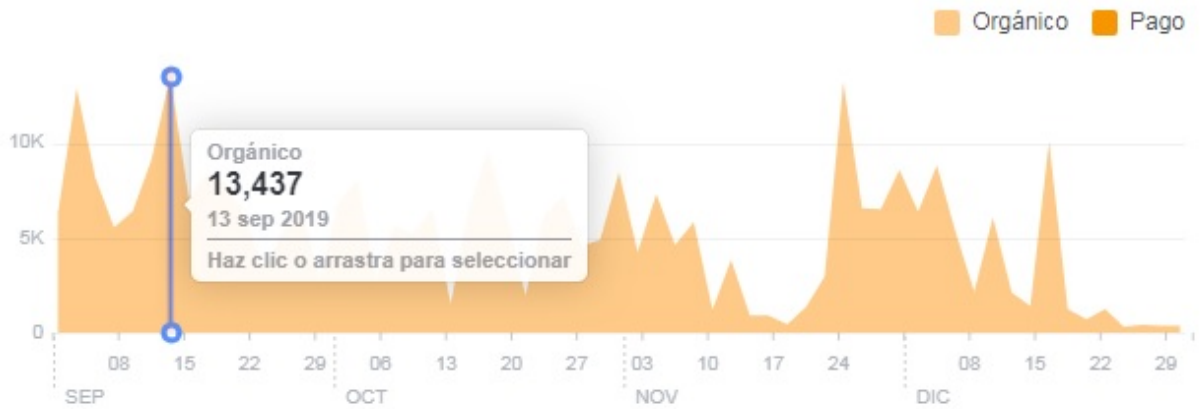 Orgánico Pago
10K
5K
0
Orgánico
13,437
13 sep 2019
Haz clic o arrastra para seleccionar
08 15 22 29 06 13 20 27 03 10 17 24 08 15 22 29
SEP OCT NOV DIC